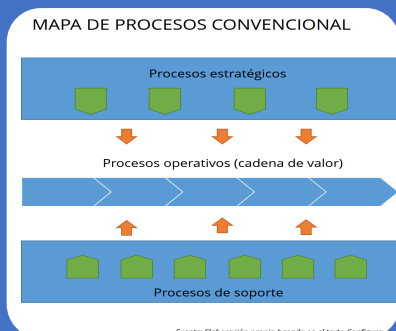 MAPA DE PROCESOS CONVENCIONAL
Procesos estratégicos
Procesos operativos (cadena de valor)
Procesos de soporte